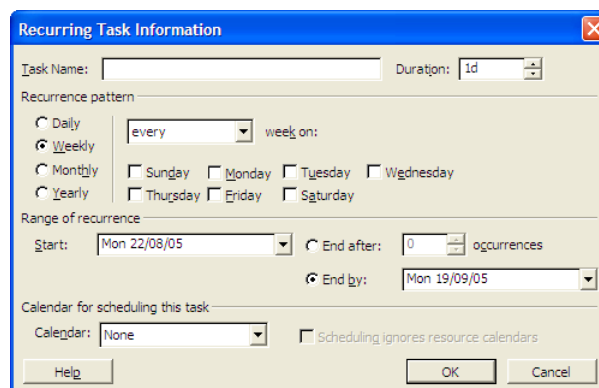 Recurring Task Information
Task Name: Duration: 1d
Recurrence pattern
Daily
Weekly every week on:
Monthly Sunday Monday Tuesday Wednesday
Yearly Thursday Friday Saturday
Range of recurrence
Start: Mon 22/08/05 End after: 0 occurrences
End by: Mon 19/09/05
Calendar for scheduling this task
Calendar: None Scheduling ignores resource calendars
Help OK Cancel